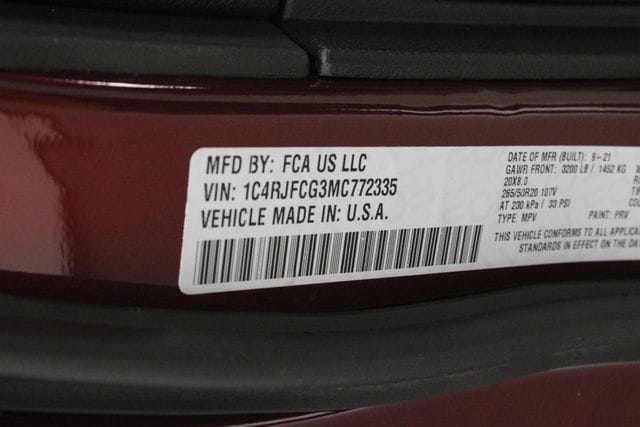 MFD BY: FCA US LLC
VIN: 1C4RJFCG3MC772335
VEHICLE MADE IN: U.S.A.
DATE OF MFR (BUILT): 9-21
GAWR FRONT: 3200 LB / 1452 KG
20X8.0
265/50R20 107V
AT 230 kPa / 33 PSI
TYPE: MPV PAINT: PRV
THIS VEHICLE CONFORMS TO ALL
STANDARDS IN EFFECT ON THE